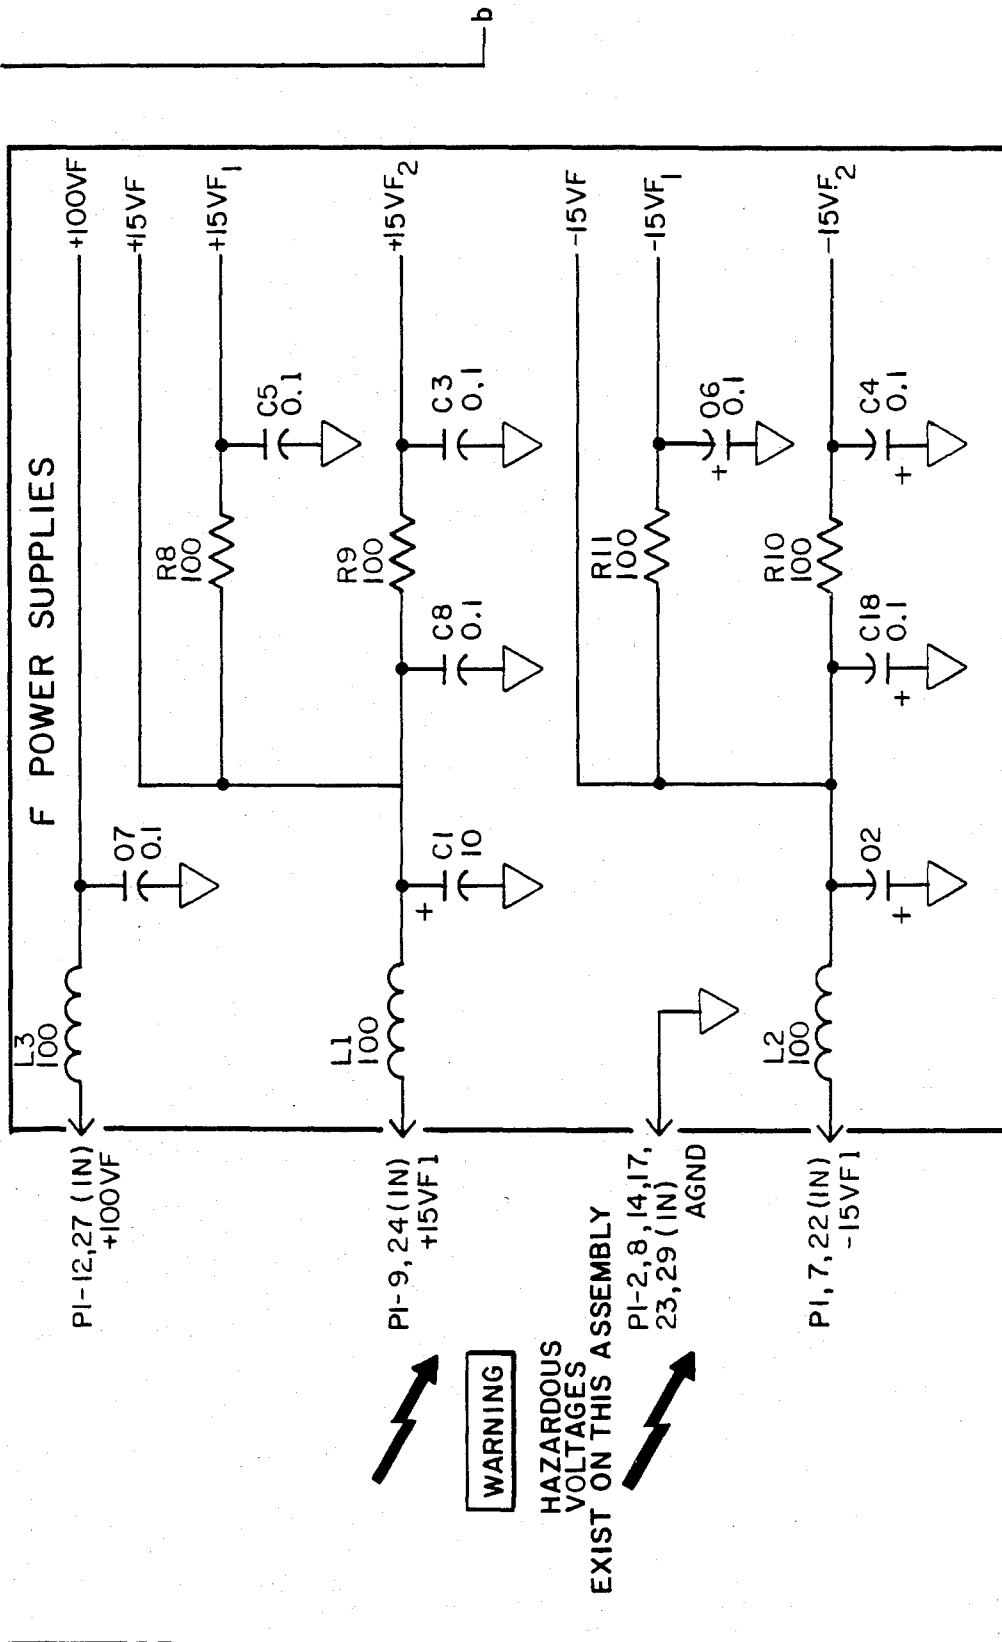 b
F POWER SUPPLIES
L3
100
O7
0.1
+100VF
P1-12,27 (IN)
+100VF
+15VF
R8
100
C5
0.1
+15VF1
L1
100
+
C1
10
C8
0.1
R9
100
C3
0.1
+15VF2
P1-9,24 (IN)
+15VF1
WARNING
HAZARDOUS
VOLTAGES
EXIST ON THIS ASSEMBLY
P1-2,8,14,17,
23,29 (IN)
AGND
-15VF
R11
100
+
O6
0.1
-15VF1
L2
100
+
O2
+
C18
0.1
R10
100
+
C4
0.1
-15VF2
P1,7,22 (IN)
-15VF1